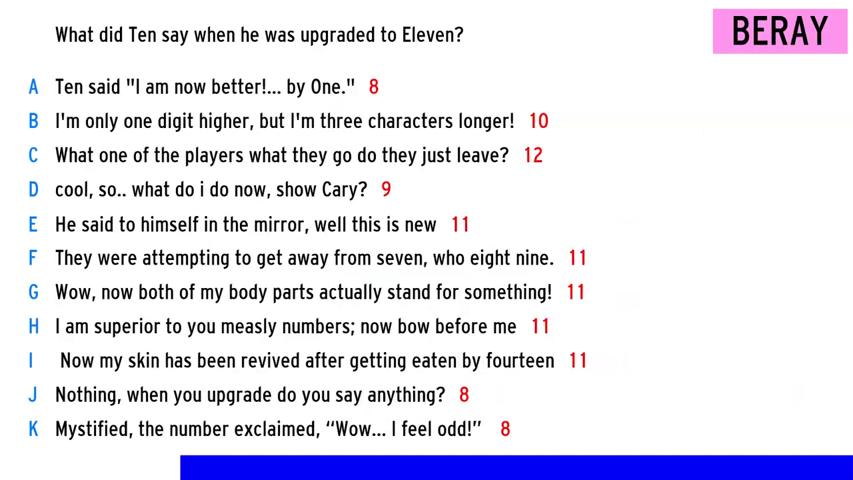 What did Ten say when he was upgraded to Eleven?
BERAY
A Ten said "I am now better!... by One." 8
B I'm only one digit higher, but I'm three characters longer! 10
C What one of the players what they go do they just leave? 12
D cool, so.. what do i do now, show Cary? 9
E He said to himself in the mirror, well this is new 11
F They were attempting to get away from seven, who eight nine. 11
G Wow, now both of my body parts actually stand for something! 11
H I am superior to you measly numbers; now bow before me 11
I Now my skin has been revived after getting eaten by fourteen 11
J Nothing, when you upgrade do you say anything? 8
K Mystified, the number exclaimed, “Wow... I feel odd!” 8